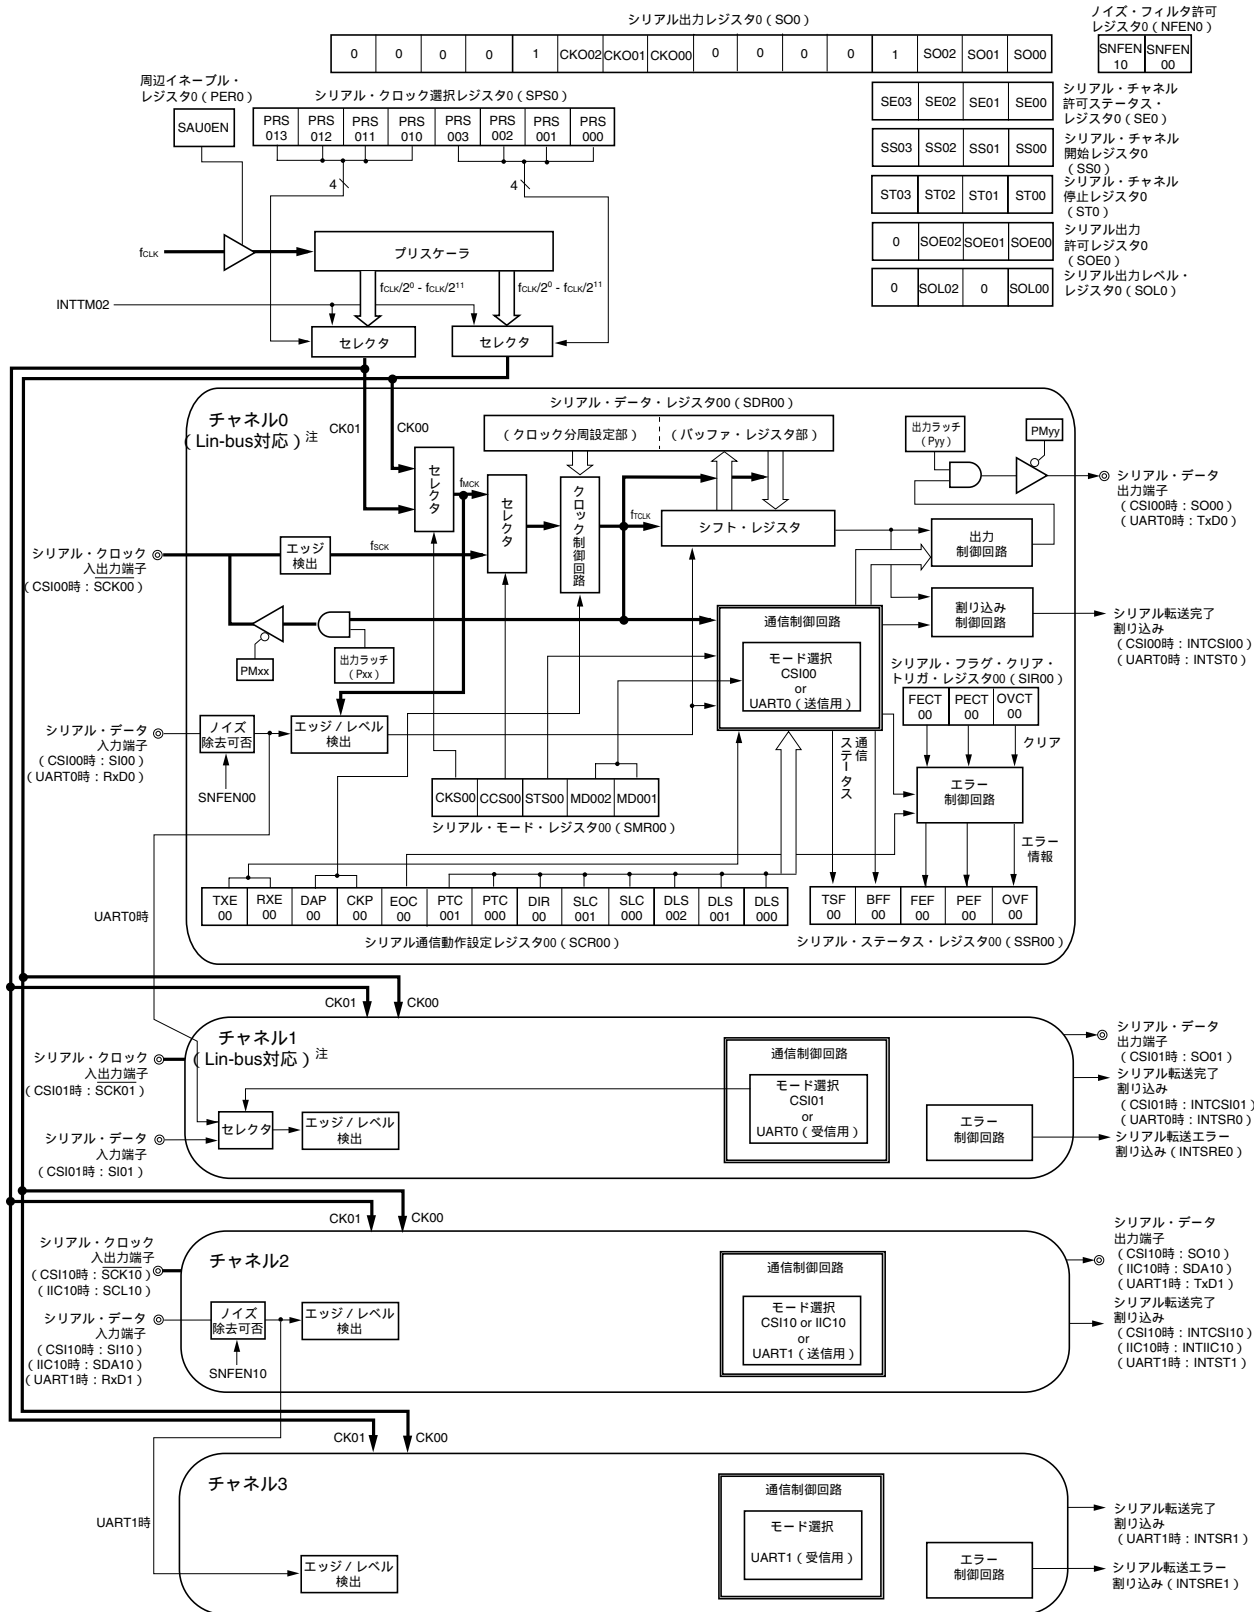 シリアル出力レジスタ0(SO0)
0 0 0 0 1 CKO02 CKO01 CKO00 0 0 0 0 1 SO02 SO01 SO00
ノイズ・フィルタ許可
レジスタ0(NFEN0)
SNFEN
10
SNFEN
00
周辺イネーブル・
レジスタ0(PER0)
SAU0EN
シリアル・クロック選択レジスタ0(SPS0)
PRS
013
PRS
012
PRS
011
PRS
010
PRS
003
PRS
002
PRS
001
PRS
000
4
4
SE03 SE02 SE01 SE00
シリアル・チャネル
許可ステータス・
レジスタ0(SE0)
SS03 SS02 SS01 SS00
シリアル・チャネル
開始レジスタ0
(SS0)
ST03 ST02 ST01 ST00
シリアル・チャネル
停止レジスタ0
(ST0)
0 SOE02 SOE01 SOE00
シリアル出力
許可レジスタ0
(SOE0)
0 SOL02 0 SOL00
シリアル出力レベル・
レジスタ0(SOL0)
fCLK
プリスケーラ
fCLK/2⁰ - fCLK/2¹¹
fCLK/2⁰ - fCLK/2¹¹
INTTM02
セレクタ
セレクタ
チャネル0
(Lin-bus対応)注
CK01
CK00
シリアル・データ・レジスタ00(SDR00)
(クロック分周設定部)
(バッファ・レジスタ部)
セレクタ
fMCK
セレクタ
クロック制御回路
fTCLK
シフト・レジスタ
出力ラッチ
(Pyy)
PMyy
シリアル・データ
出力端子
(CSI00時:SO00)
(UART0時:TxD0)
出力
制御回路
シリアル・クロック
入出力端子
(CSI00時:SCK00)
エッジ
検出
fSCK
PMxx
出力ラッチ
(Pxx)
通信制御回路
モード選択
CSI00
or
UART0(送信用)
割り込み
制御回路
シリアル転送完了
割り込み
(CSI00時:INTCSI00)
(UART0時:INTST0)
シリアル・フラグ・クリア・
トリガ・レジスタ00(SIR00)
FECT
00
PECT
00
OVCT
00
クリア
シリアル・データ
入力端子
(CSI00時:SI00)
(UART0時:RxD0)
ノイズ
除去可否
SNFEN00
エッジ/レベル
検出
通信
ステータス
エラー
制御回路
エラー
情報
CKS00 CCS00 STS00 MD002 MD001
シリアル・モード・レジスタ00(SMR00)
TXE
00
RXE
00
DAP
00
CKP
00
EOC
00
PTC
001
PTC
000
DIR
00
SLC
001
SLC
000
DLS
002
DLS
001
DLS
000
シリアル通信動作設定レジスタ00(SCR00)
TSF
00
BFF
00
FEF
00
PEF
00
OVF
00
シリアル・ステータス・レジスタ00(SSR00)
UART0時
CK01
CK00
チャネル1
(Lin-bus対応)注
シリアル・クロック
入出力端子
(CSI01時:SCK01)
シリアル・データ
入力端子
(CSI01時:SI01)
セレクタ
エッジ/レベル
検出
通信制御回路
モード選択
CSI01
or
UART0(受信用)
エラー
制御回路
シリアル・データ
出力端子
(CSI01時:SO01)
シリアル転送完了
割り込み
(CSI01時:INTCSI01)
(UART0時:INTSR0)
シリアル転送エラー
割り込み(INTSRE0)
CK01
CK00
チャネル2
シリアル・クロック
入出力端子
(CSI10時:SCK10)
(IIC10時:SCL10)
シリアル・データ
入力端子
(CSI10時:SI10)
(IIC10時:SDA10)
(UART1時:RxD1)
ノイズ
除去可否
SNFEN10
エッジ/レベル
検出
通信制御回路
モード選択
CSI10 or IIC10
or
UART1(送信用)
シリアル・データ
出力端子
(CSI10時:SO10)
(IIC10時:SDA10)
(UART1時:TxD1)
シリアル転送完了
割り込み
(CSI10時:INTCSI10)
(IIC10時:INTIIC10)
(UART1時:INTST1)
CK01
CK00
チャネル3
UART1時
エッジ/レベル
検出
通信制御回路
モード選択
UART1(受信用)
エラー
制御回路
シリアル転送完了
割り込み
(UART1時:INTSR1)
シリアル転送エラー
割り込み(INTSRE1)